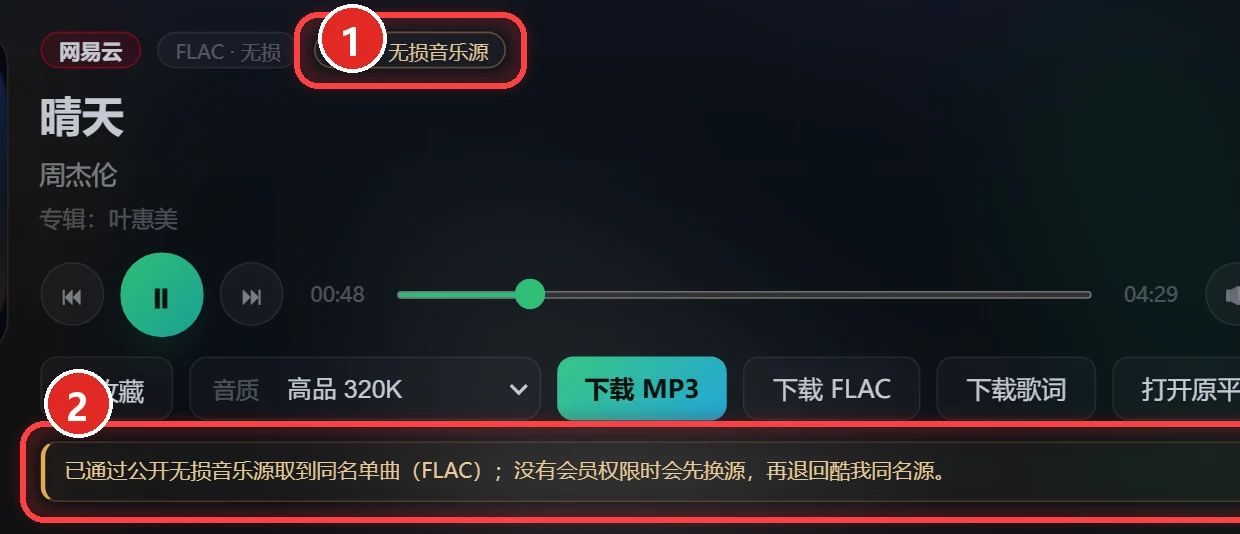 网易云 FLAC · 无损 1 无损音乐源
晴天
周杰伦
专辑：叶惠美
00:48 04:29
2 收藏 音质 高品 320K 下载 MP3 下载 FLAC 下载歌词 打开原平
已通过公开无损音乐源取到同名单曲（FLAC）；没有会员权限时会先换源，再退回酷我同名源。